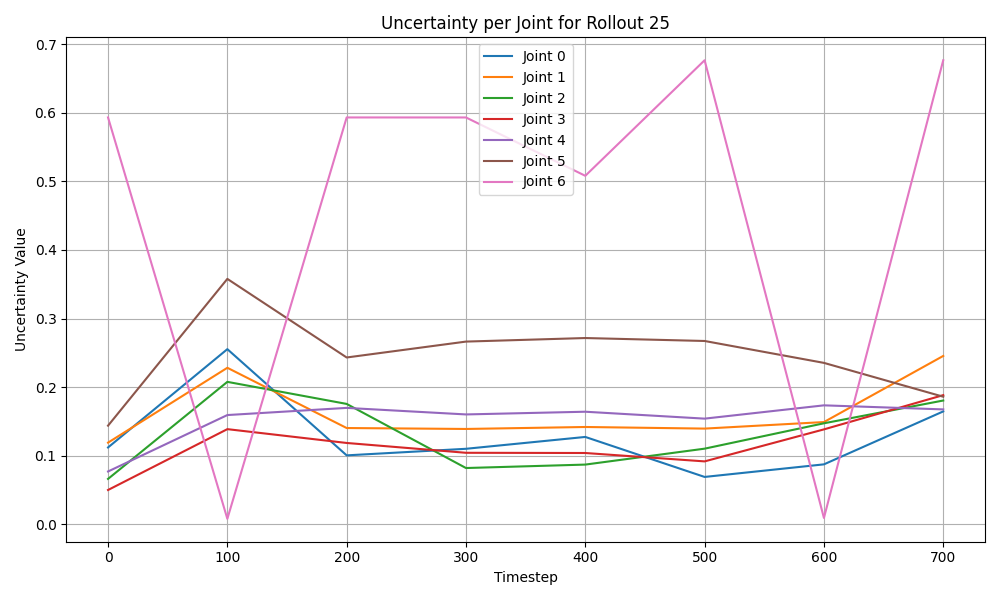 Uncertainty per Joint for Rollout 25
0.7
0.6
0.5
0.4
0.3
0.2
0.1
0.0
Uncertainty Value
Joint 0
Joint 1
Joint 2
Joint 3
Joint 4
Joint 5
Joint 6
0 100 200 300 400 500 600 700
Timestep